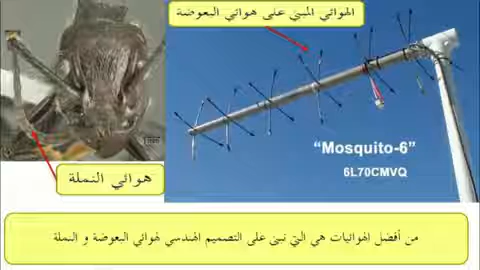 الهوائي المبني على هوائي البعوضة
"Mosquito-6"
6L70CMVQ
هوائي النملة
من أفضل الهوائيات هي التي تبنى على التصميم الهندسي لهوائي البعوضة و النملة